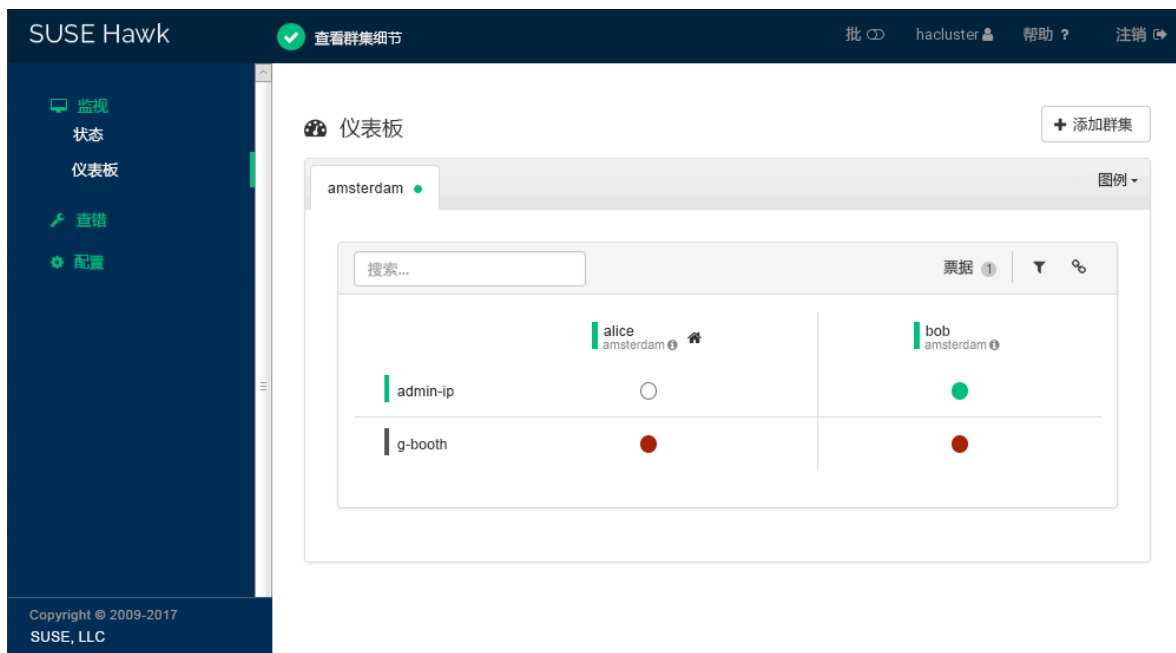 SUSE Hawk
查看群集细节
批
hacluster
帮助 ?
注销
监视
状态
仪表板
查错
配置
仪表板
添加群集
amsterdam
图例
搜索...
票据 1
alice
amsterdam
bob
amsterdam
admin-ip
g-booth
Copyright © 2009-2017
SUSE, LLC